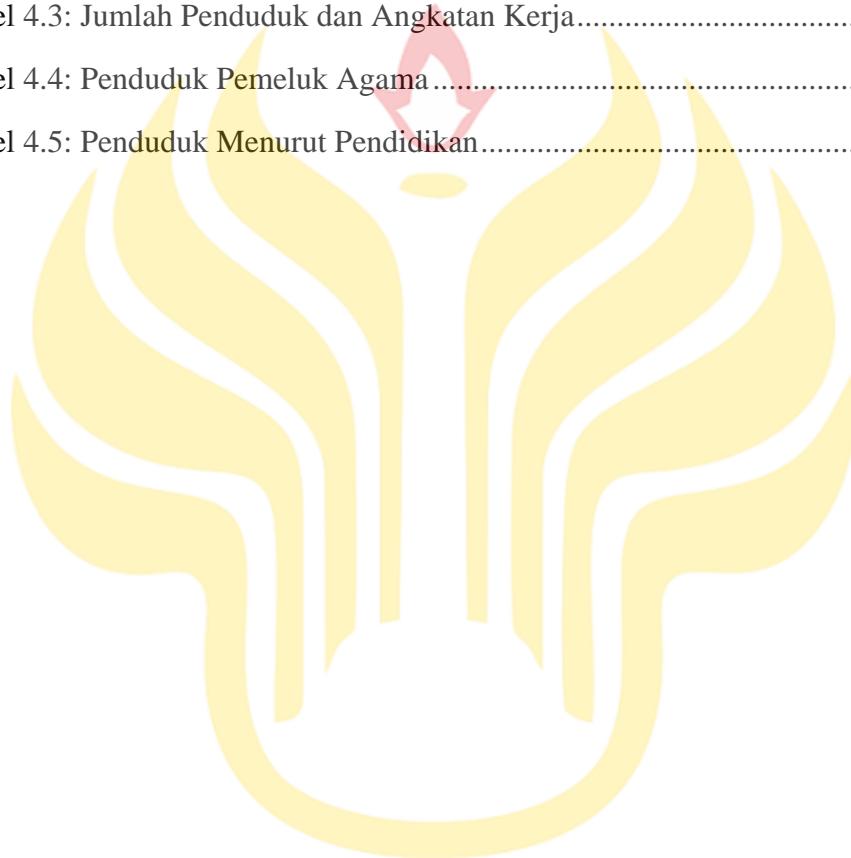 el 4.3: Jumlah Penduduk dan Angkatan Kerja..................................
el 4.4: Penduduk Pemeluk Agama....................................................
el 4.5: Penduduk Menurut Pendidikan..............................................